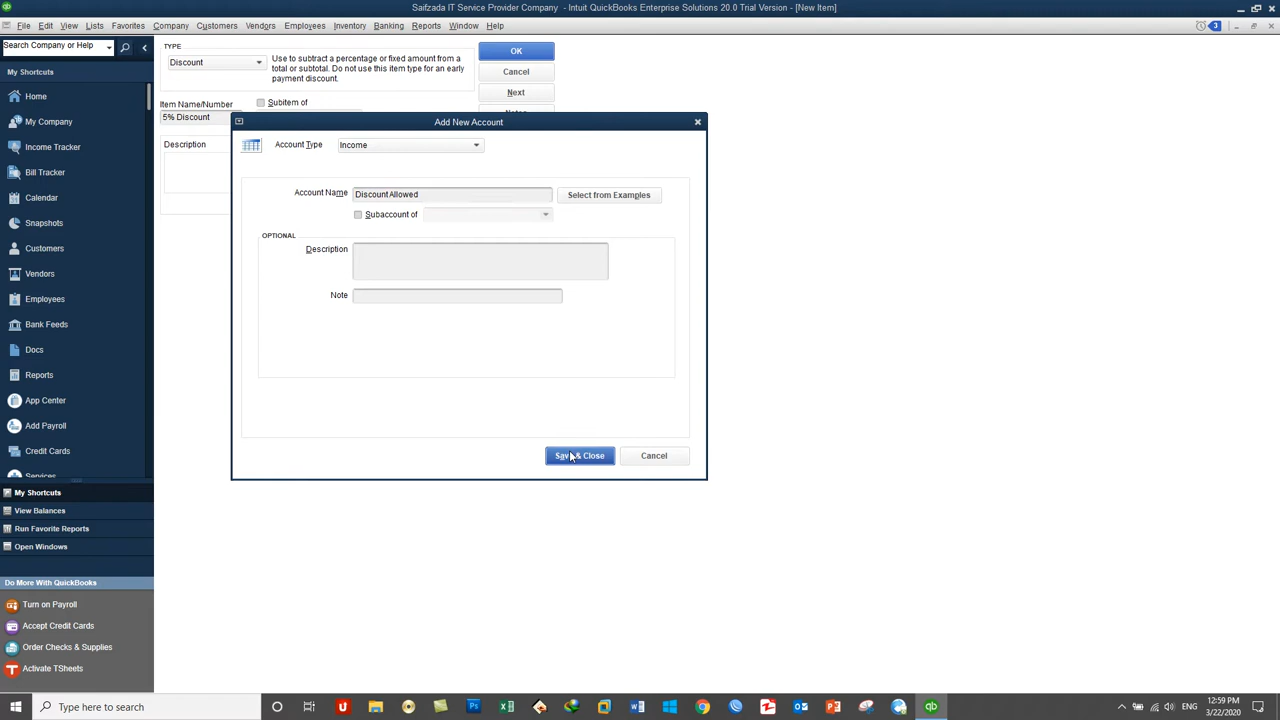 Saifzada IT Service Provider Company - Intuit QuickBooks Enterprise Solutions 20.0 Trial Version - [New Item]
File Edit View Lists Favorites Company Customers Vendors Employees Inventory Banking Reports Window Help
3
Search Company or Help
My Shortcuts
Home
My Company
Income Tracker
Bill Tracker
Calendar
Snapshots
Customers
Vendors
Employees
Bank Feeds
Docs
Reports
App Center
Add Payroll
Credit Cards
Services
My Shortcuts
View Balances
Run Favorite Reports
Open Windows
Do More With QuickBooks
Turn on Payroll
Accept Credit Cards
Order Checks & Supplies
Activate TSheets
TYPE
Discount
Use to subtract a percentage or fixed amount from a
total or subtotal. Do not use this item type for an early
payment discount.
OK
Cancel
Next
Item Name/Number
Subitem of
5% Discount
Description
Add New Account
Account Type
Income
Account Name
Discount Allowed
Select from Examples
Subaccount of
OPTIONAL
Description
Note
Save & Close
Cancel
Type here to search
ENG
12:59 PM
3/22/2020